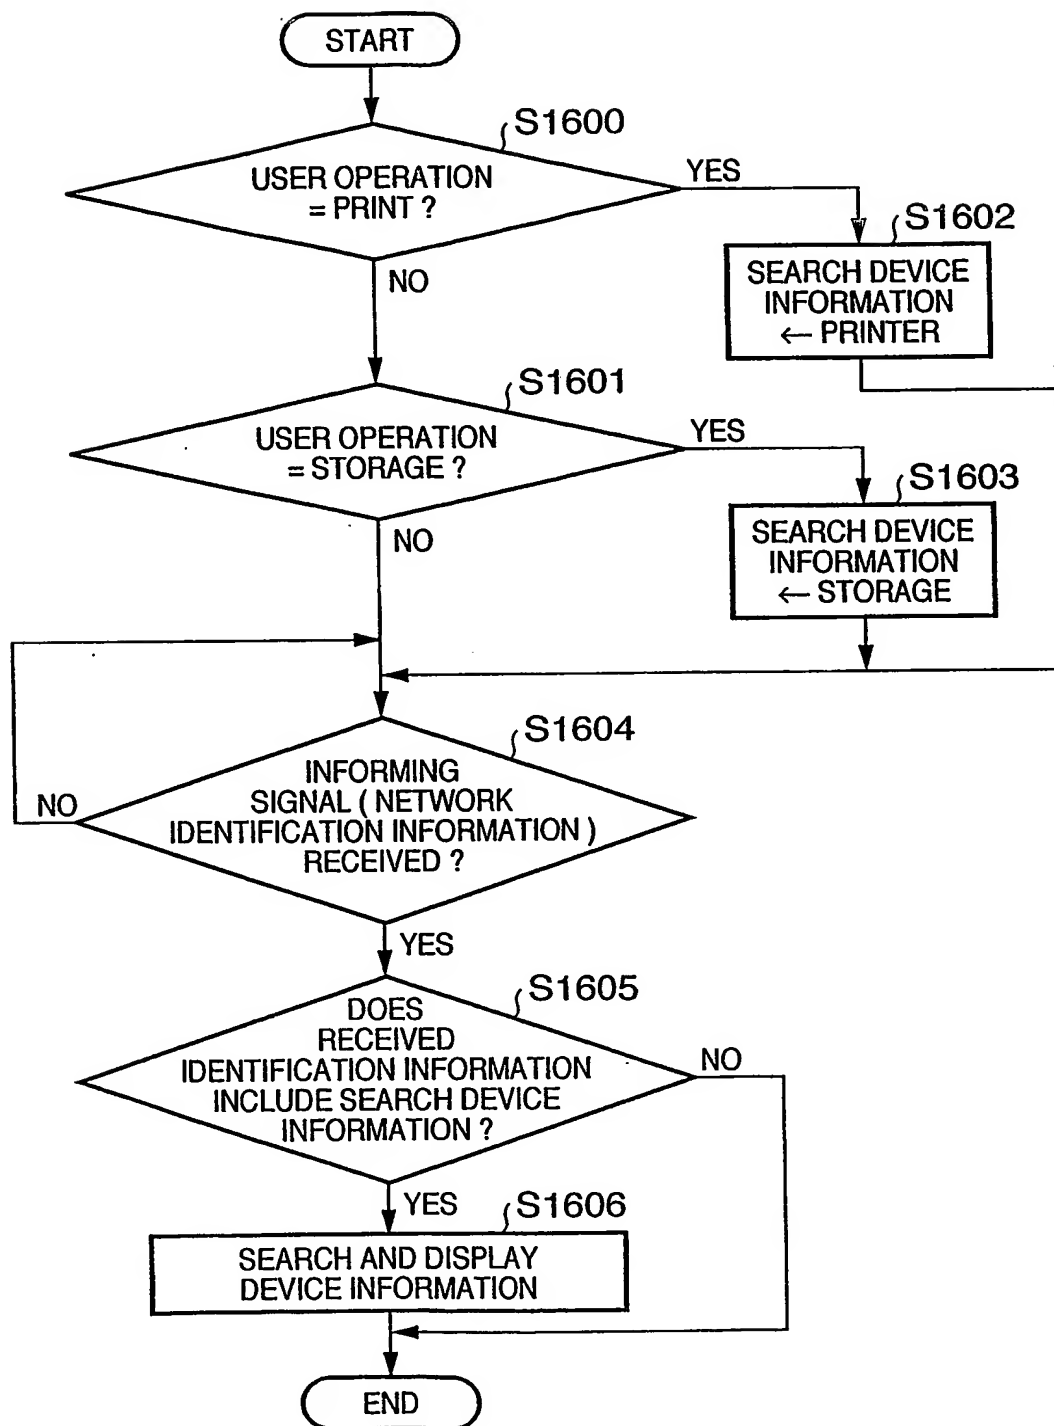 START
S1600
USER OPERATION
= PRINT ?
YES
NO
S1602
SEARCH DEVICE
INFORMATION
← PRINTER
S1601
USER OPERATION
= STORAGE ?
YES
NO
S1603
SEARCH DEVICE
INFORMATION
← STORAGE
S1604
INFORMING
SIGNAL ( NETWORK
IDENTIFICATION INFORMATION )
RECEIVED ?
NO
YES
S1605
DOES
RECEIVED
IDENTIFICATION INFORMATION
INCLUDE SEARCH DEVICE
INFORMATION ?
NO
YES
S1606
SEARCH AND DISPLAY
DEVICE INFORMATION
END